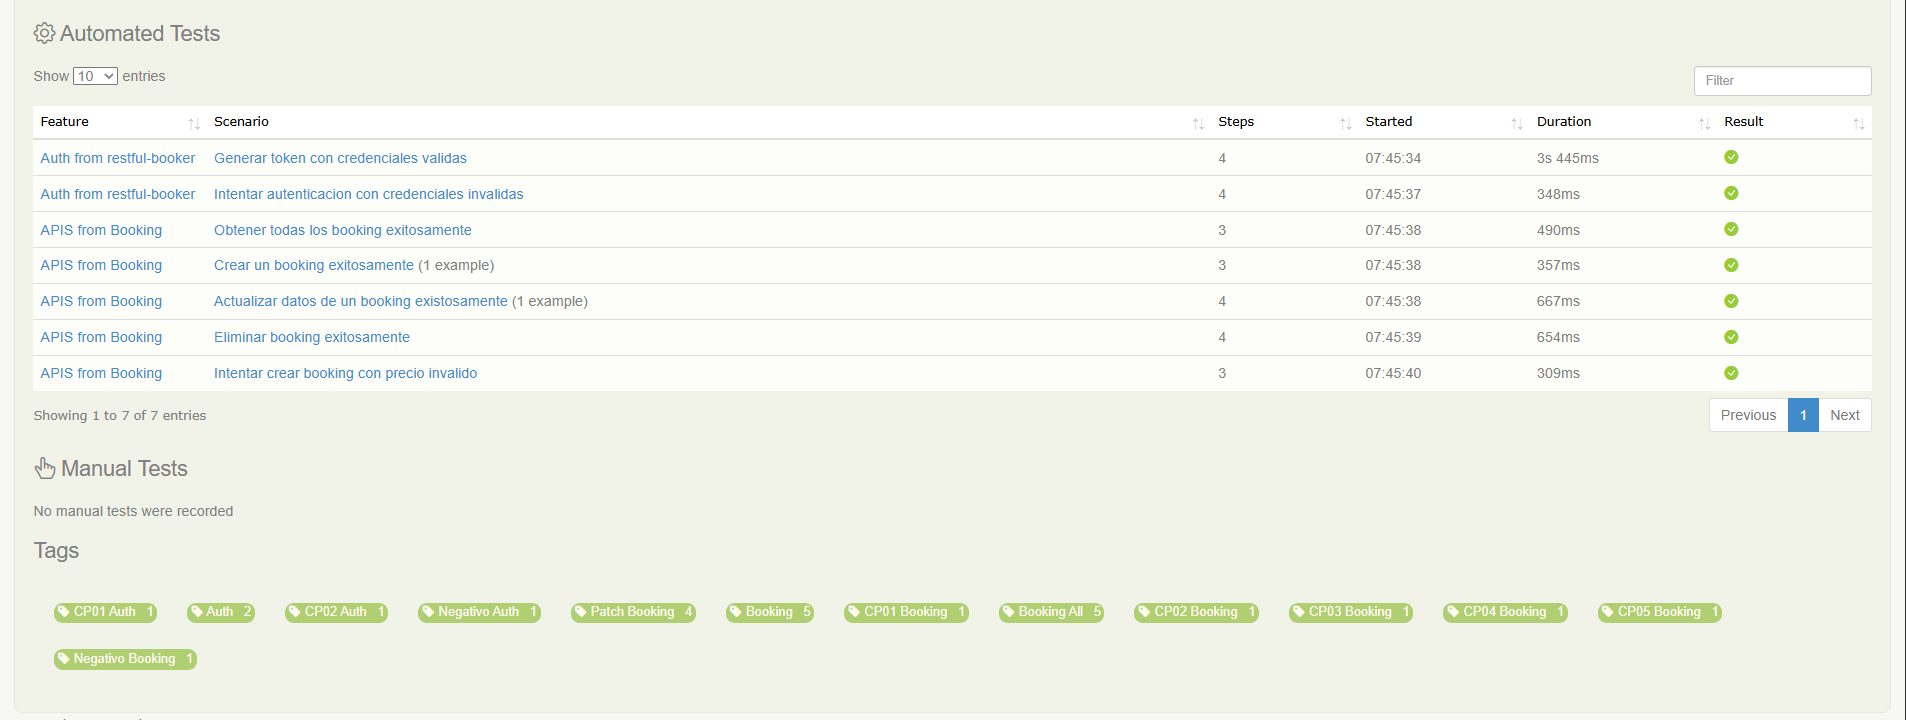 Automated Tests
Show 10 entries
Filter
Feature Scenario Steps Started Duration Result
Auth from restful-booker Generar token con credenciales validas 4 07:45:34 3s 445ms
Auth from restful-booker Intentar autenticacion con credenciales invalidas 4 07:45:37 348ms
APIS from Booking Obtener todas los booking exitosamente 3 07:45:38 490ms
APIS from Booking Crear un booking exitosamente (1 example) 3 07:45:38 357ms
APIS from Booking Actualizar datos de un booking existosamente (1 example) 4 07:45:38 667ms
APIS from Booking Eliminar booking exitosamente 4 07:45:39 654ms
APIS from Booking Intentar crear booking con precio invalido 3 07:45:40 309ms
Showing 1 to 7 of 7 entries
Previous 1 Next
Manual Tests
No manual tests were recorded
Tags
CP01 Auth 1 Auth 2 CP02 Auth 1 Negativo Auth 1 Patch Booking 4 Booking 5 CP01 Booking 1 Booking All 5 CP02 Booking 1 CP03 Booking 1 CP04 Booking 1 CP05 Booking 1
Negativo Booking 1